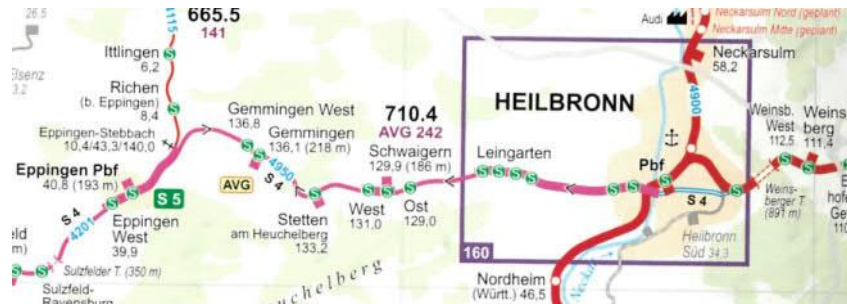 26.5
4115
665.5
141
Ittlingen
6,2
Elsenz
Richen
(b. Eppingen)
8,4
Eppingen-Stebbach
10,4/43,3/140,0
Eppingen Pbf
40,8 (193 m)
S 5
S 4
4201
Eppingen
West
39,9
Sulzfelder T. (350 m)
Sulzfeld-
Ravensburg
Gemmingen West
136,8
Gemmingen
136,1 (218 m)
4950
S 4
AVG
Stetten
am Heuchelberg
133,2
710.4
AVG 242
Schwaigern
129,9 (186 m)
West
131,0
Ost
129,0
Leingarten
HEILBRONN
Pbf
S 4
160
Heilbronn
Süd 34,3
Nordheim
(Württ.) 46,5
Audi
Neckarsulm Nord (geplant)
Neckarsulm Mitte (geplant)
Neckarsulm
58,2
4900
Weinsb.
West
112,5
Weins-
berg
111,4
Weins-
berger T.
(891 m)